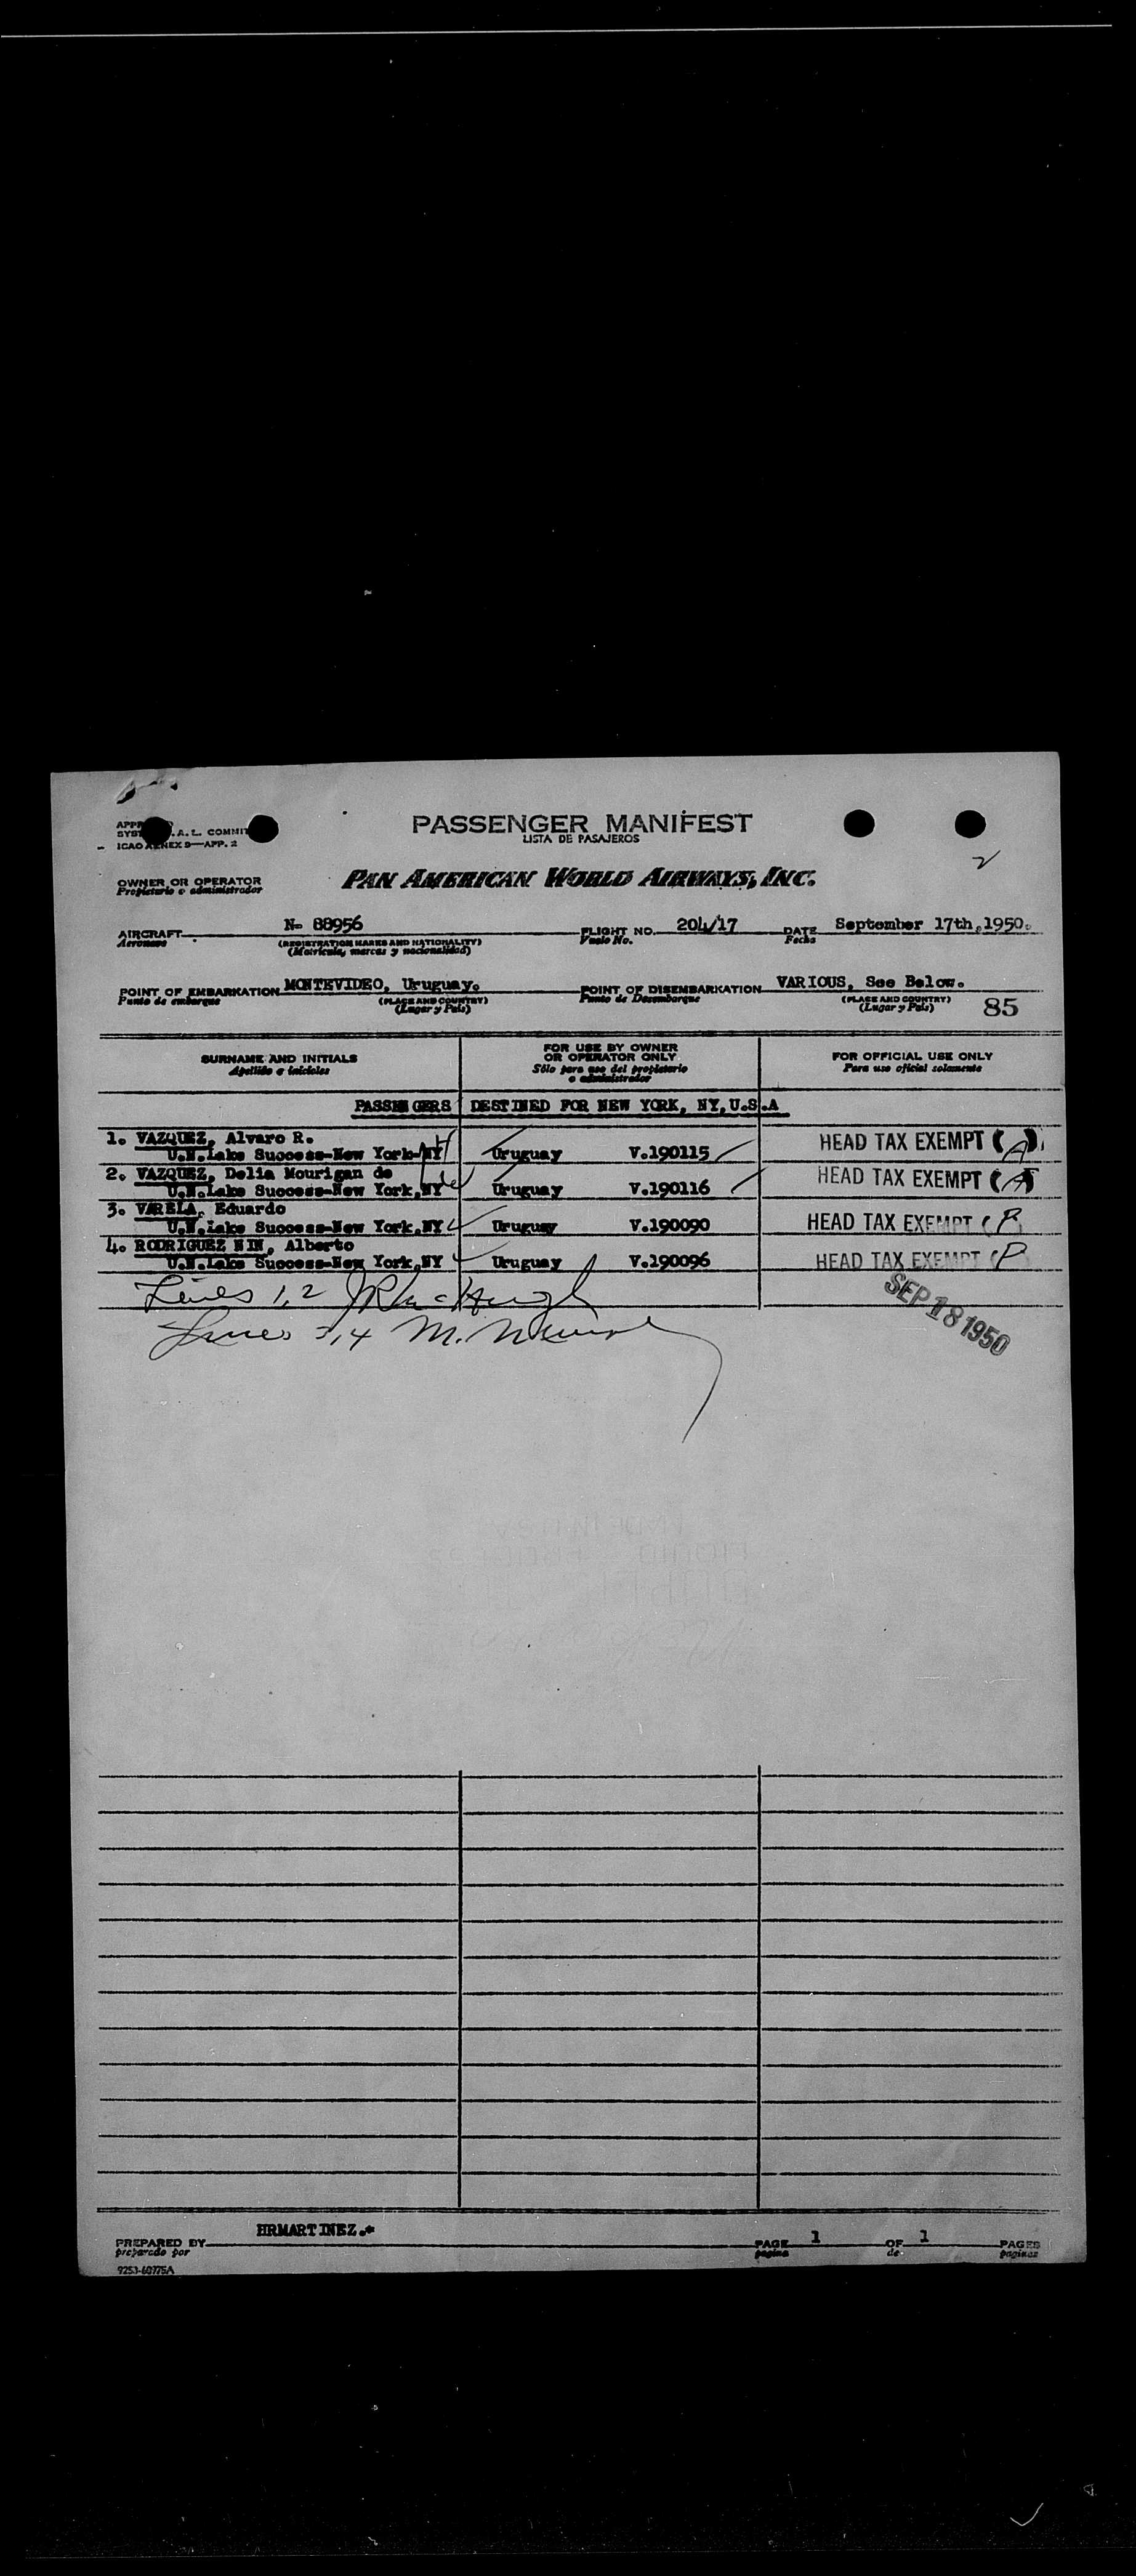 APP
SYS .A.L. COMMIT
ICAO ANNEX 9—APP. 2
PASSENGER MANIFEST
LISTA DE PASAJEROS
2
OWNER OR OPERATOR
Propietario o administrador
PAN AMERICAN WORLD AIRWAYS, INC.
AIRCRAFT N- 88956 FLIGHT NO. 204/17 DATE September 17th,1950.
Aeronave (REGISTRATION MARKS AND NATIONALITY) Vuelo No. Fecha
(Matrícula, marcas y nacionalidad)
POINT OF EMBARKATION MONTEVIDEO, Uruguay. POINT OF DISEMBARKATION VARIOUS, See Below.
Punto de embarque (PLACE AND COUNTRY) Punto de Desembarque (PLACE AND COUNTRY)
(Lugar y País) (Lugar y País) 85
SURNAME AND INITIALS
Apellido e iniciales
FOR USE BY OWNER
OR OPERATOR ONLY
Sólo para uso del propietario
o administrador
FOR OFFICIAL USE ONLY
Para uso oficial solamente
PASSENGERS DESTINED FOR NEW YORK, NY,U.S.A
1. VAZQUEZ, Alvaro R.
U.N.Lake Success-New York-NY Uruguay V.190115 HEAD TAX EXEMPT (A)
2. VAZQUEZ, Delia Mourigan de
U.N.Lake Success-New York,NY Uruguay V.190116 HEAD TAX EXEMPT (A)
3. VARELA, Eduardo
U.N.Lake Success-New York,NY Uruguay V.190090 HEAD TAX EXEMPT (P
4. RODRIGUEZ NIN, Alberto
U.N.Lake Success-New York,NY Uruguay V.190096 HEAD TAX EXEMPT (P
Lines 1,2
SEP 18 1950
Lines 3,4 M.
HRMARTINEZ.*
PREPARED BY PAGE 1 OF 1 PAGES
preparado por pagina de paginas
9253-60775A